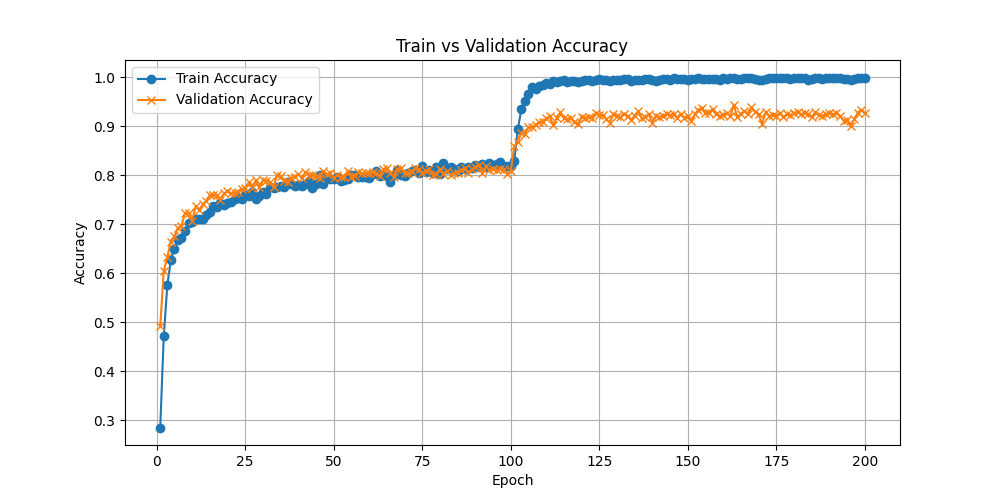 Train vs Validation Accuracy
Train Accuracy
Validation Accuracy
1.0
0.9
0.8
0.7
0.6
0.5
0.4
0.3
Accuracy
0 25 50 75 100 125 150 175 200
Epoch